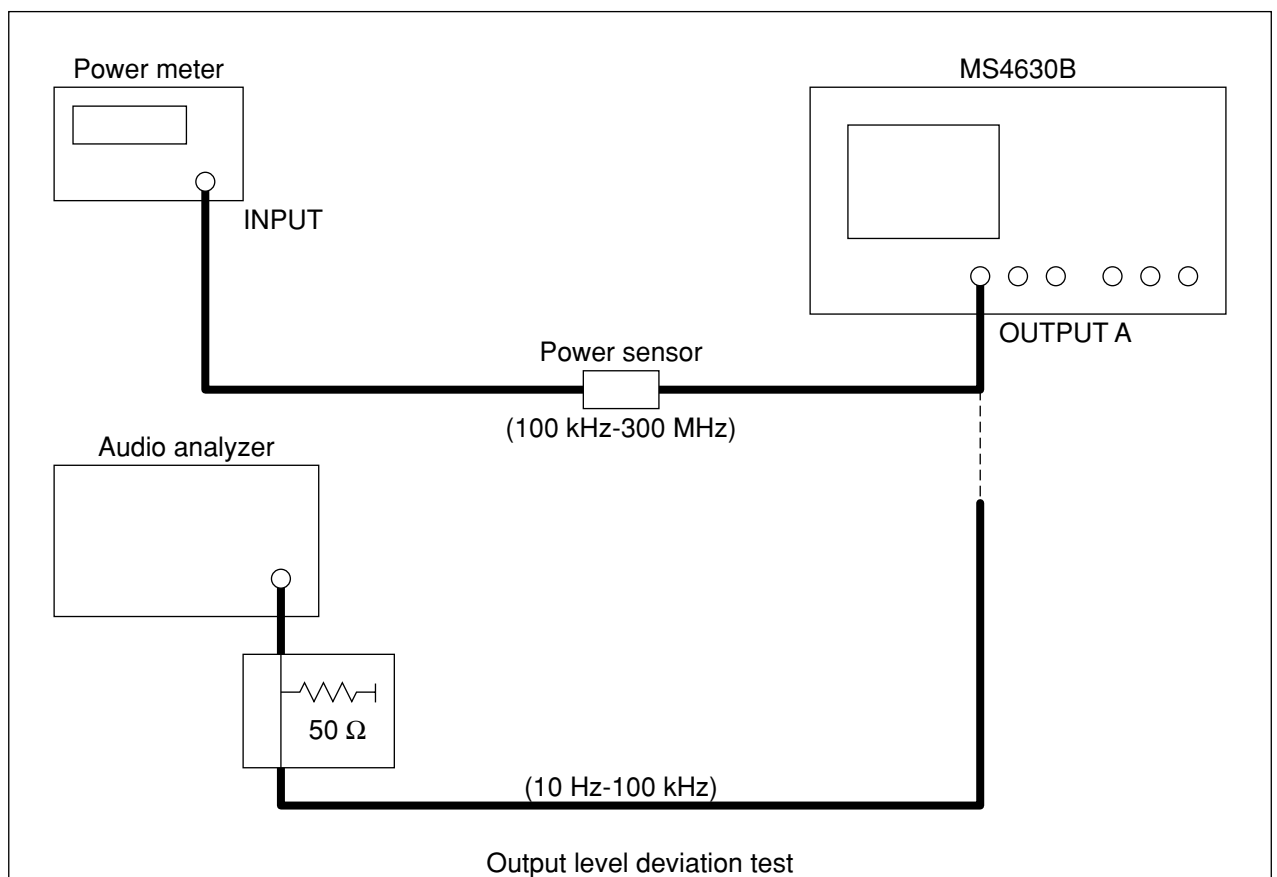 Power meter
MS4630B
INPUT
OUTPUT A
Power sensor
(100 kHz-300 MHz)
Audio analyzer
50 Ω
(10 Hz-100 kHz)
Output level deviation test